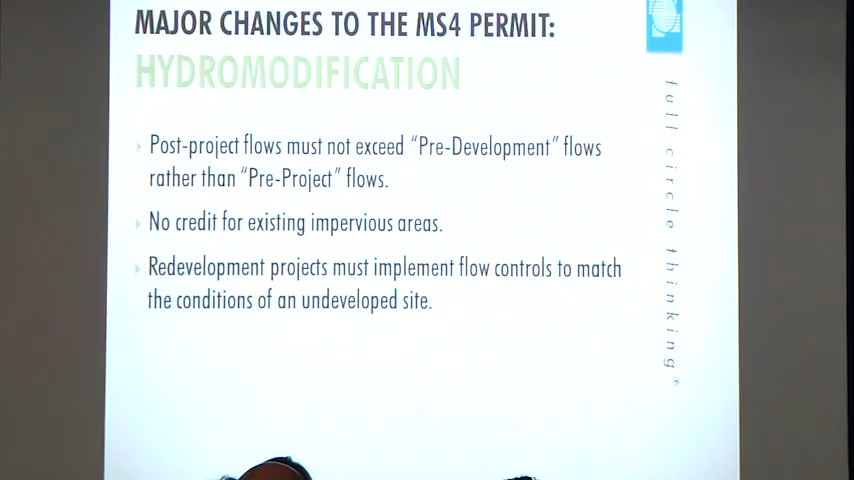 MAJOR CHANGES TO THE MS4 PERMIT:
HYDROMODIFICATION
Post-project flows must not exceed “Pre-Development” flows
rather than “Pre-Project” flows.
No credit for existing impervious areas.
Redevelopment projects must implement flow controls to match
the conditions of an undeveloped site.
full circle thinking®